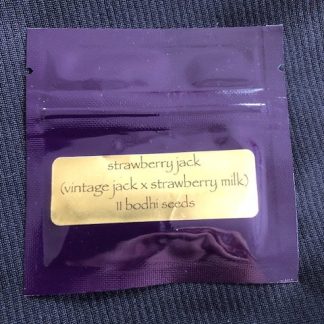 strawberry jack
(vintage jack x strawberry milk)
11 bodhi seeds